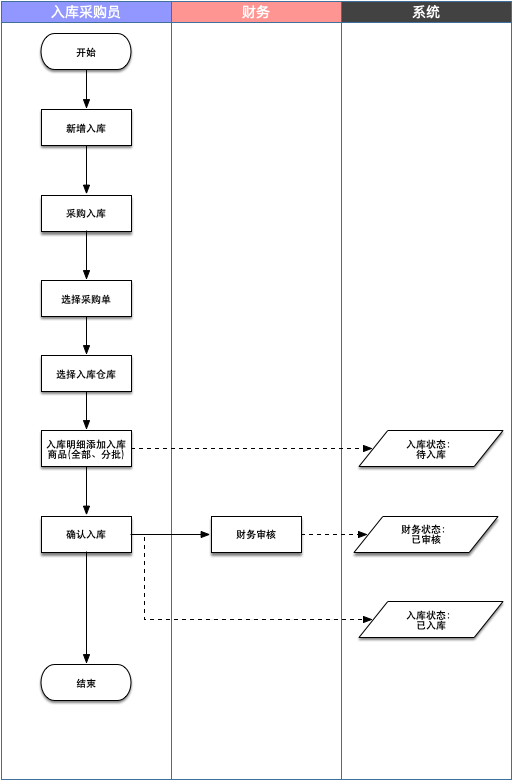 入库采购员
财务
系统
开始
新增入库
采购入库
选择采购单
选择入库仓库
入库明细添加入库
商品(全部、分批)
入库状态：
待入库
确认入库
财务审核
财务状态：
已审核
入库状态：
已入库
结束